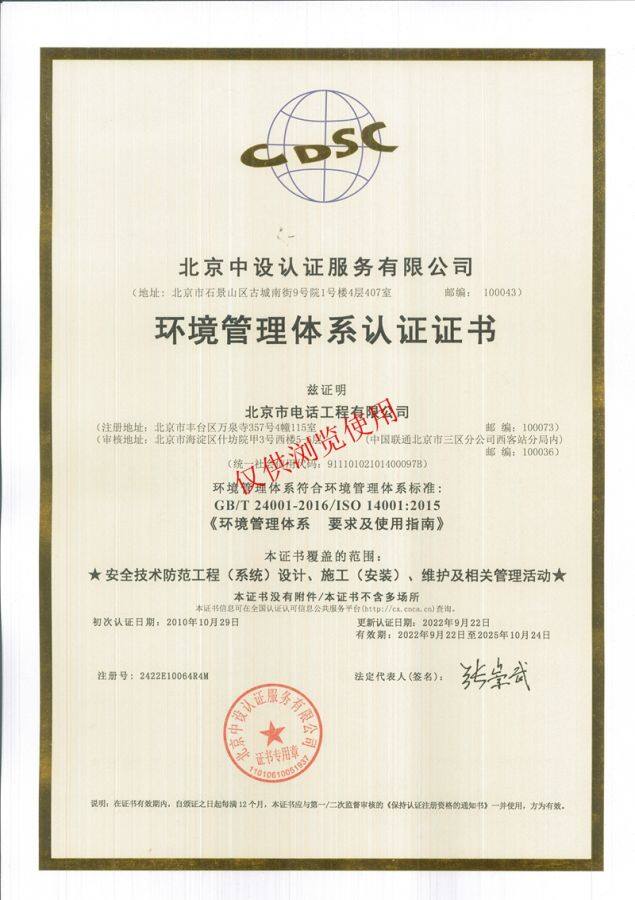 CDSC
北京中设认证服务有限公司
（地址: 北京市石景山区古城南街9号院1号楼4层407室 邮编: 100043）
环境管理体系认证证书
兹证明
北京市电话工程有限公司
（注册地址: 北京市丰台区万泉寺357号4幢115室 邮 编: 100073）
（审核地址: 北京市海淀区什坊院甲3号西楼5- （中国联通北京市三区分公司西客站分局内）
邮 编: 100036）
（统一社会信用代码: 91110102101400097B）
仅供浏览使用
环境管理体系符合环境管理体系标准:
GB/T 24001-2016/ISO 14001:2015
《环境管理体系 要求及使用指南》
本证书覆盖的范围:
★安全技术防范工程（系统）设计、施工（安装）、维护及相关管理活动★
本证书没有附件/本证书不含多场所
本证书信息可在全国认证认可信息公共服务平台(http://cx.cnca.cn)查询。
初次认证日期: 2010年10月29日 更新认证日期: 2022年9月22日
有效期: 2022年9月22日至2025年10月24日
注册号: 2422E10064R4M 法定代表人(签名): 张崇武
北京中设认证服务有限公司
证书专用章
11010610051937
说明: 在证书有效期内, 自颁证之日起每满12个月, 本证书应与第一/二次监督审核的《保持认证注册资格的通知书》一并使用, 方为有效。